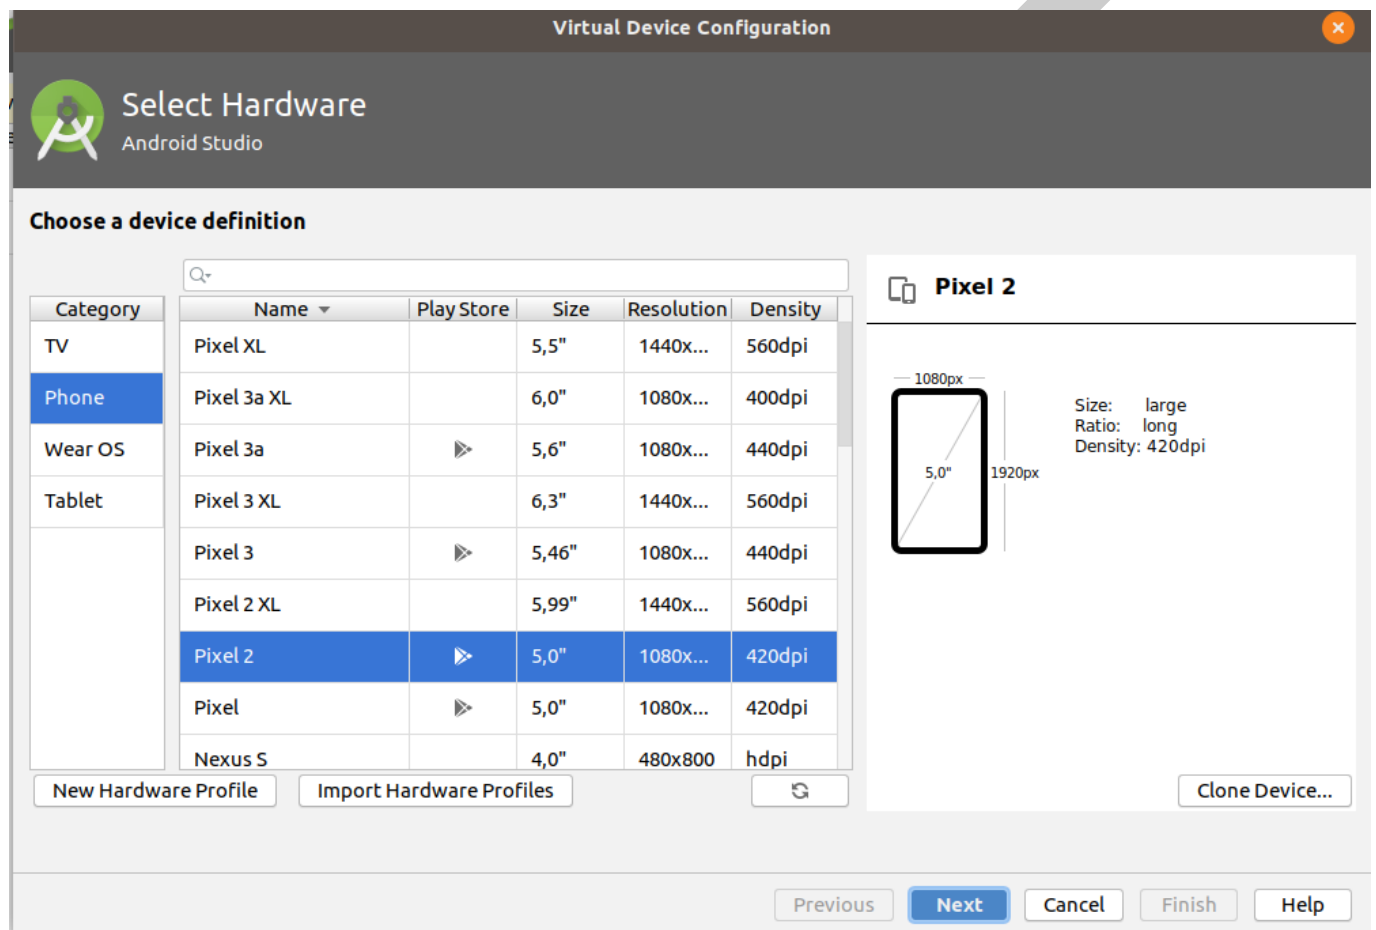 Virtual Device Configuration
Select Hardware
Android Studio
Choose a device definition
Category
TV
Phone
Wear OS
Tablet
Name Play Store Size Resolution Density
Pixel XL 5,5" 1440x... 560dpi
Pixel 3a XL 6,0" 1080x... 400dpi
Pixel 3a 5,6" 1080x... 440dpi
Pixel 3 XL 6,3" 1440x... 560dpi
Pixel 3 5,46" 1080x... 440dpi
Pixel 2 XL 5,99" 1440x... 560dpi
Pixel 2 5,0" 1080x... 420dpi
Pixel 5,0" 1080x... 420dpi
Nexus S 4,0" 480x800 hdpi
New Hardware Profile Import Hardware Profiles
Pixel 2
1080px
5,0" 1920px
Size: large
Ratio: long
Density: 420dpi
Clone Device...
Previous Next Cancel Finish Help